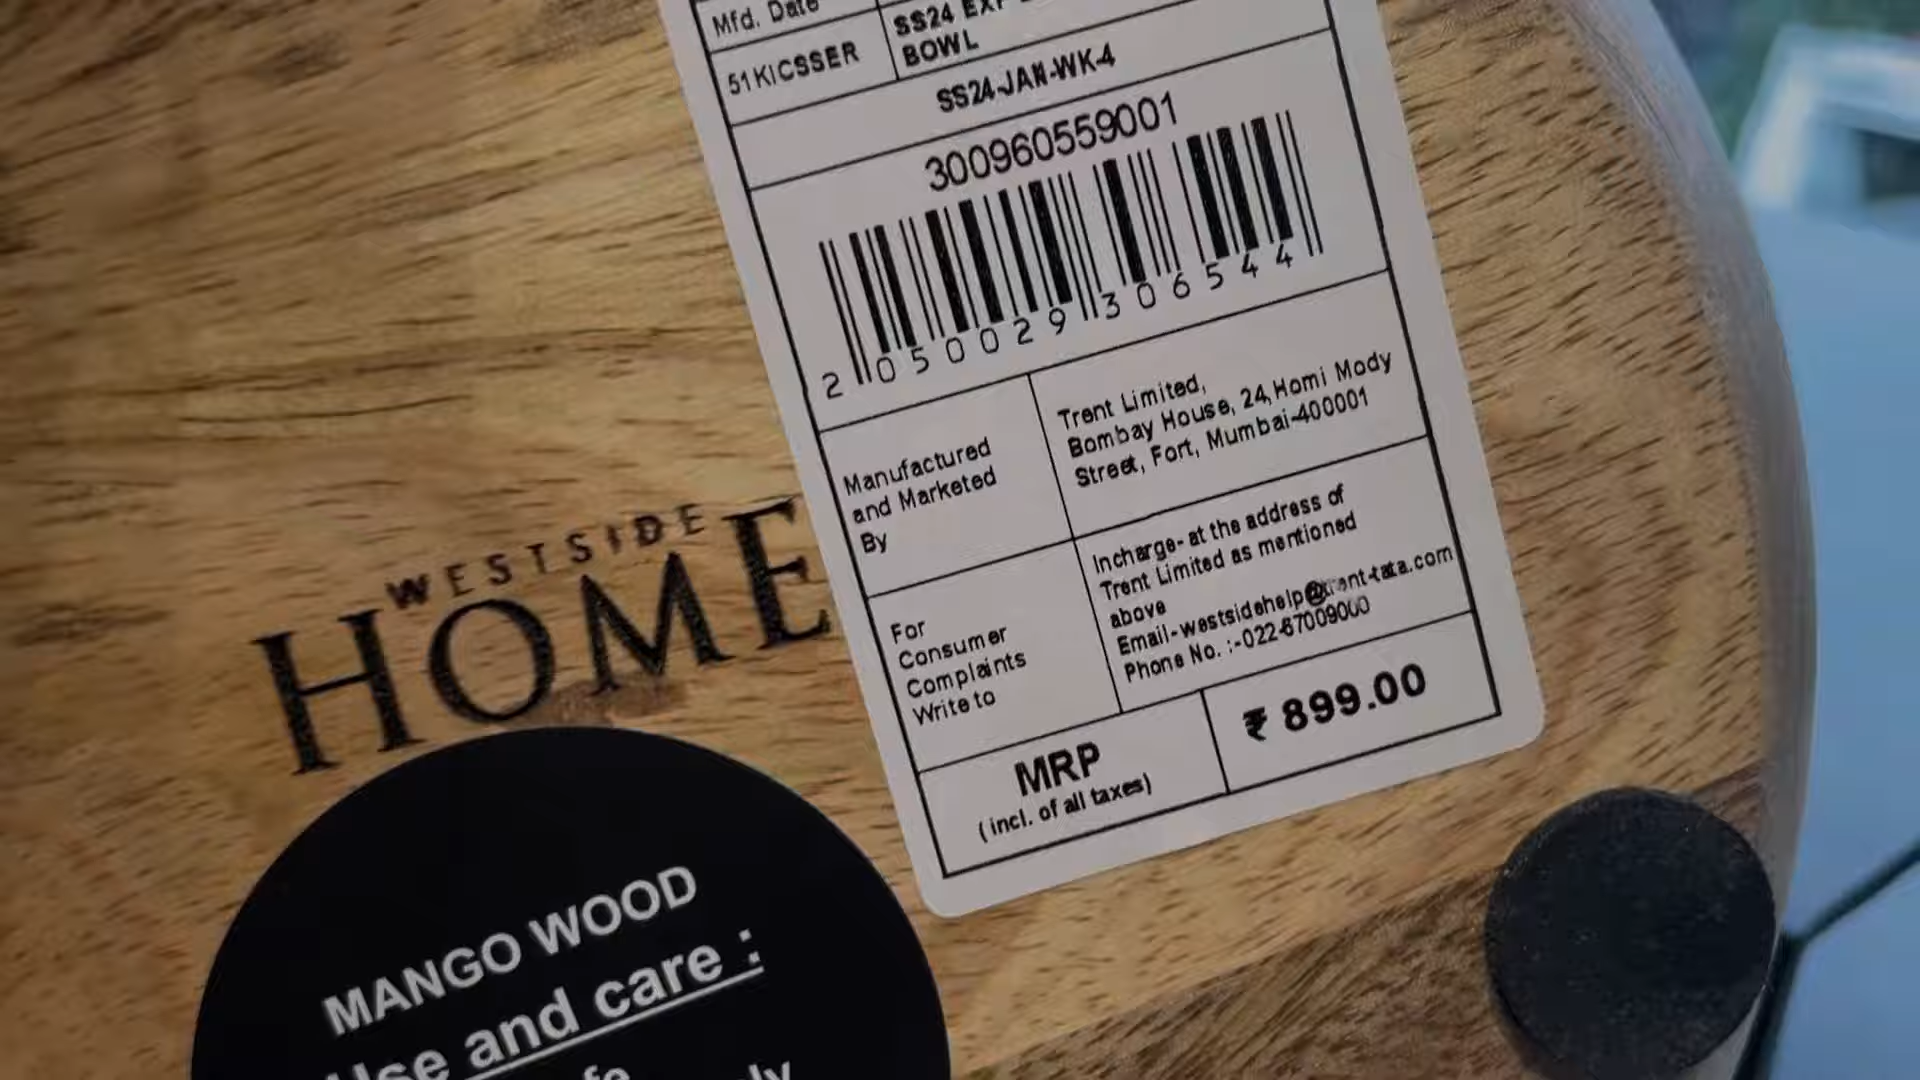 Mfd. Date
51KICSSER
SS24
BOWL
SS24-JAN-WK-4
300960559001
2 050029 306544
Manufactured
and Marketed
By
Trent Limited,
Bombay House, 24, Homi Mody
Street, Fort, Mumbai-400001
For
Consumer
Complaints
Write to
Incharge- at the address of
Trent Limited as mentioned
above
Email-westsidehelp@trent-tata.com
Phone No. :-022-67009000
MRP
(incl. of all taxes)
₹ 899.00
WESTSIDE
HOME
MANGO WOOD
Use and care :